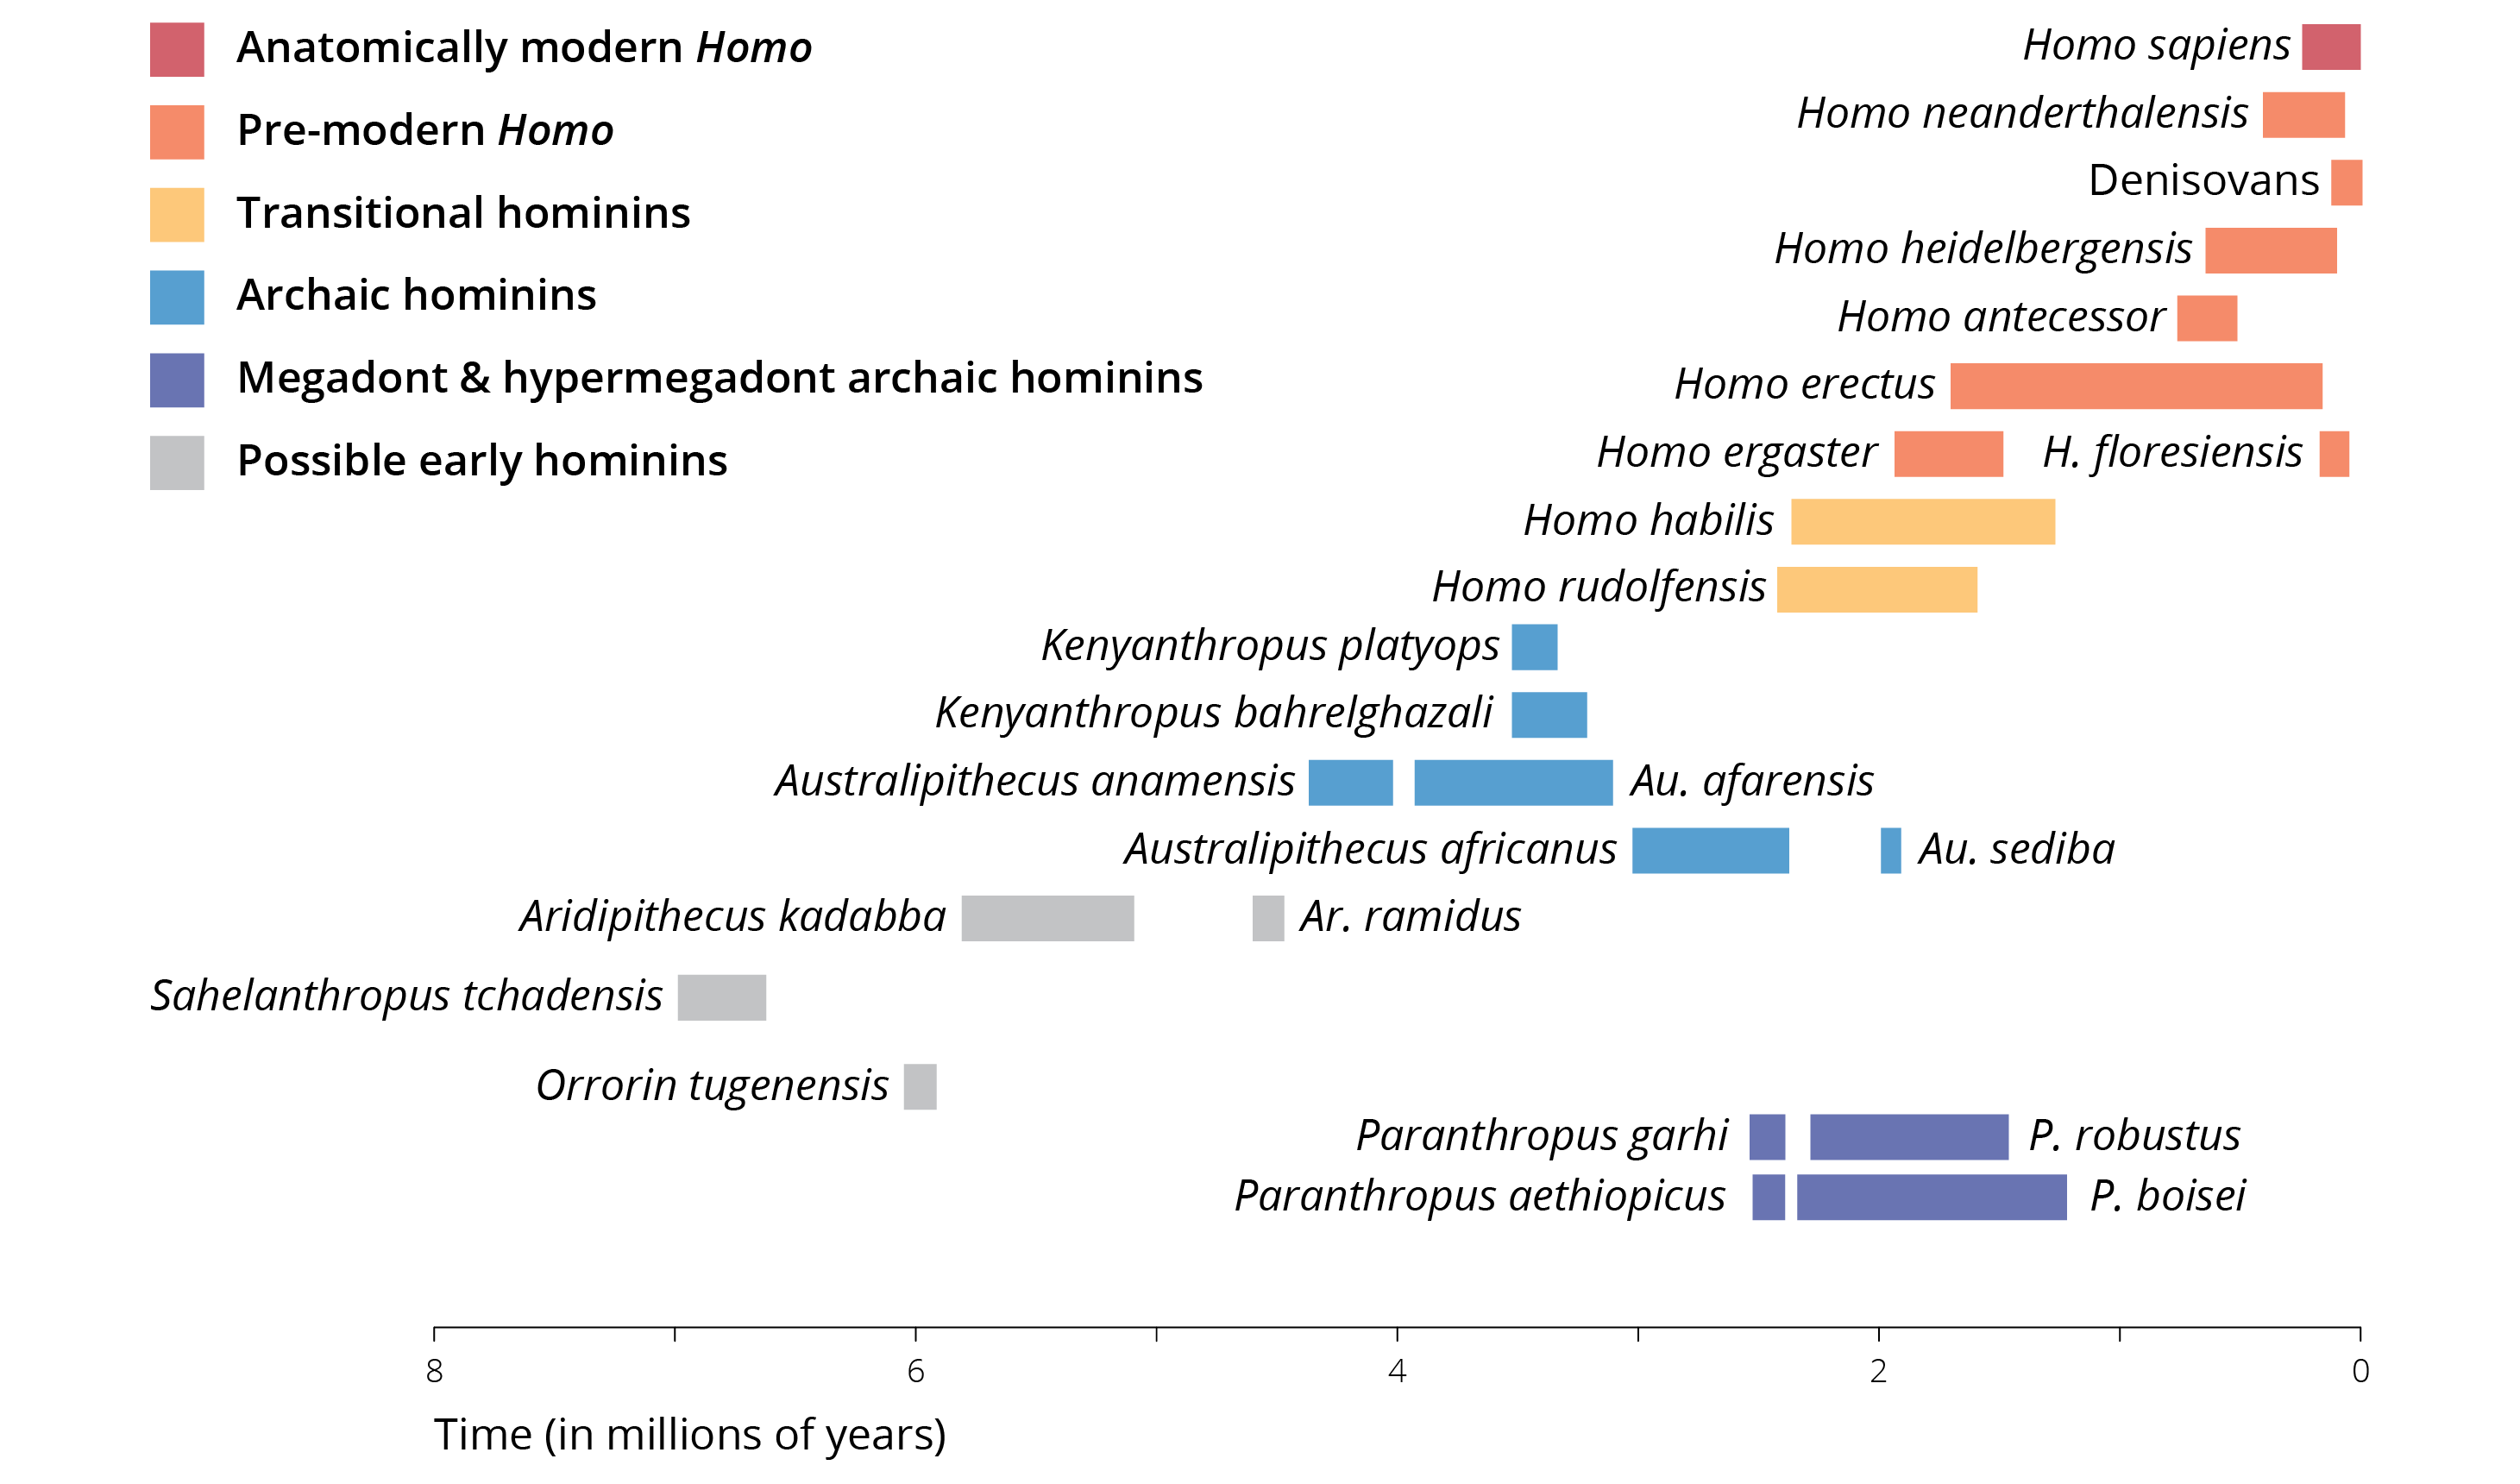 Anatomically modern Homo
Pre-modern Homo
Transitional hominins
Archaic hominins
Megadont & hypermegadont archaic hominins
Possible early hominins
Homo sapiens
Homo neanderthalensis
Denisovans
Homo heidelbergensis
Homo antecessor
Homo erectus
Homo ergaster
H. floresiensis
Homo habilis
Homo rudolfensis
Kenyanthropus platyops
Kenyanthropus bahrelghazali
Australipithecus anamensis
Au. afarensis
Australipithecus africanus
Au. sediba
Aridipithecus kadabba
Ar. ramidus
Sahelanthropus tchadensis
Orrorin tugenensis
Paranthropus garhi
P. robustus
Paranthropus aethiopicus
P. boisei
8 6 4 2 0
Time (in millions of years)